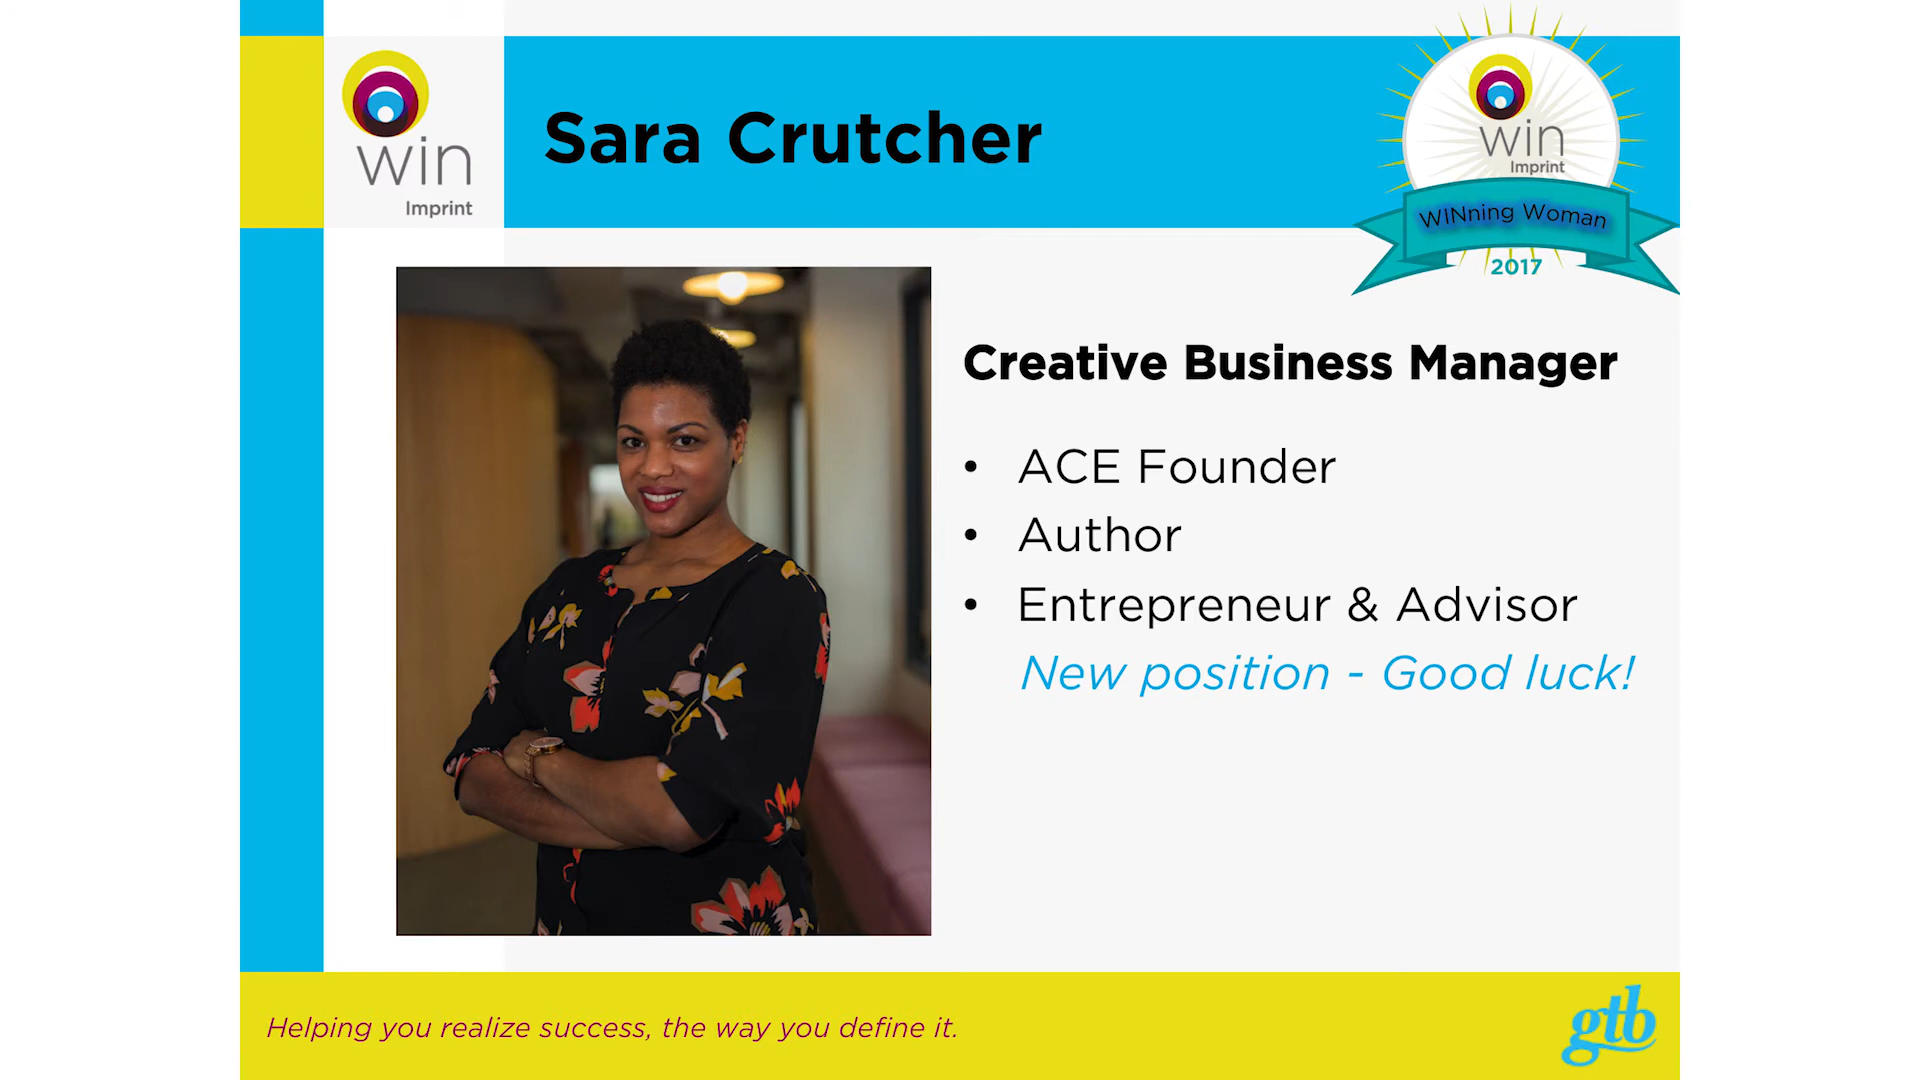 win
Imprint
Sara Crutcher
win
Imprint
WINning Woman
2017
Creative Business Manager
• ACE Founder
• Author
• Entrepreneur & Advisor
New position - Good luck!
Helping you realize success, the way you define it.
gtb